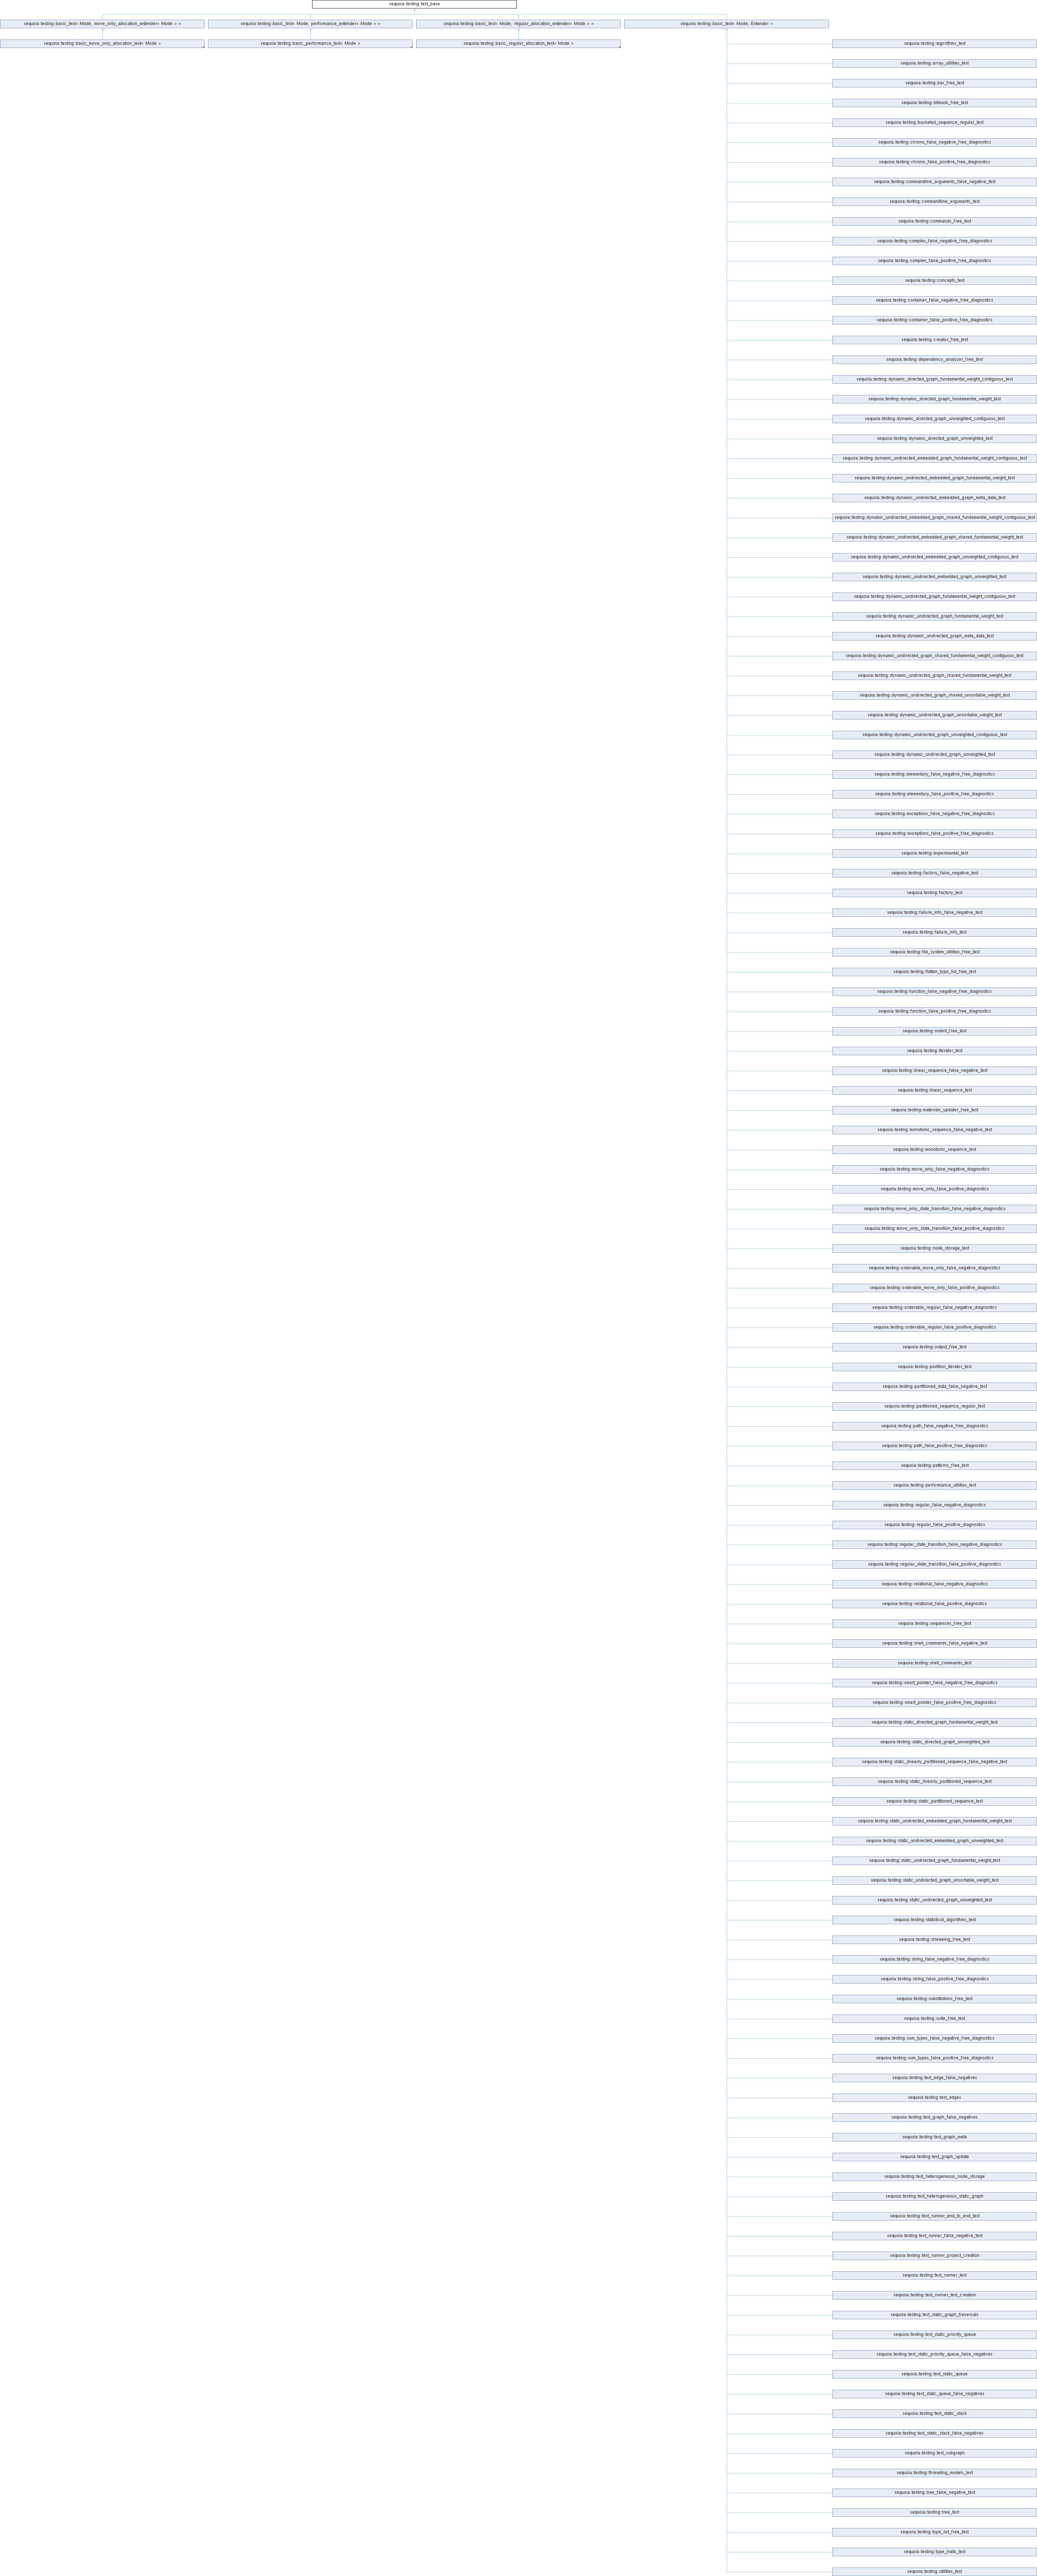 sequoia::testing::test_base
sequoia::testing::basic_test< Mode, move_only_allocation_extender< Mode > >
sequoia::testing::basic_test< Mode, performance_extender< Mode > >
sequoia::testing::basic_test< Mode, regular_allocation_extender< Mode > >
sequoia::testing::basic_test< Mode, Extender >
sequoia::testing::basic_move_only_allocation_test< Mode >
sequoia::testing::basic_performance_test< Mode >
sequoia::testing::basic_regular_allocation_test< Mode >
sequoia::testing::algorithms_test
sequoia::testing::array_utilities_test
sequoia::testing::bar_free_test
sequoia::testing::bitmask_free_test
sequoia::testing::bucketed_sequence_regular_test
sequoia::testing::chrono_false_negative_free_diagnostics
sequoia::testing::chrono_false_positive_free_diagnostics
sequoia::testing::commandline_arguments_false_negative_test
sequoia::testing::commandline_arguments_test
sequoia::testing::commands_free_test
sequoia::testing::complex_false_negative_free_diagnostics
sequoia::testing::complex_false_positive_free_diagnostics
sequoia::testing::concepts_test
sequoia::testing::container_false_negative_free_diagnostics
sequoia::testing::container_false_positive_free_diagnostics
sequoia::testing::creator_free_test
sequoia::testing::dependency_analyzer_free_test
sequoia::testing::dynamic_directed_graph_fundamental_weight_contiguous_test
sequoia::testing::dynamic_directed_graph_fundamental_weight_test
sequoia::testing::dynamic_directed_graph_unweighted_contiguous_test
sequoia::testing::dynamic_directed_graph_unweighted_test
sequoia::testing::dynamic_undirected_embedded_graph_fundamental_weight_contiguous_test
sequoia::testing::dynamic_undirected_embedded_graph_fundamental_weight_test
sequoia::testing::dynamic_undirected_embedded_graph_meta_data_test
sequoia::testing::dynamic_undirected_embedded_graph_shared_fundamental_weight_contiguous_test
sequoia::testing::dynamic_undirected_embedded_graph_shared_fundamental_weight_test
sequoia::testing::dynamic_undirected_embedded_graph_unweighted_contiguous_test
sequoia::testing::dynamic_undirected_embedded_graph_unweighted_test
sequoia::testing::dynamic_undirected_graph_fundamental_weight_contiguous_test
sequoia::testing::dynamic_undirected_graph_fundamental_weight_test
sequoia::testing::dynamic_undirected_graph_meta_data_test
sequoia::testing::dynamic_undirected_graph_shared_fundamental_weight_contiguous_test
sequoia::testing::dynamic_undirected_graph_shared_fundamental_weight_test
sequoia::testing::dynamic_undirected_graph_shared_unsortable_weight_test
sequoia::testing::dynamic_undirected_graph_unsortable_weight_test
sequoia::testing::dynamic_undirected_graph_unweighted_contiguous_test
sequoia::testing::dynamic_undirected_graph_unweighted_test
sequoia::testing::elementary_false_negative_free_diagnostics
sequoia::testing::elementary_false_positive_free_diagnostics
sequoia::testing::exceptions_false_negative_free_diagnostics
sequoia::testing::exceptions_false_positive_free_diagnostics
sequoia::testing::experimental_test
sequoia::testing::factory_false_negative_test
sequoia::testing::factory_test
sequoia::testing::failure_info_false_negative_test
sequoia::testing::failure_info_test
sequoia::testing::file_system_utilities_free_test
sequoia::testing::flatten_type_list_free_test
sequoia::testing::function_false_negative_free_diagnostics
sequoia::testing::function_false_positive_free_diagnostics
sequoia::testing::indent_free_test
sequoia::testing::iterator_test
sequoia::testing::linear_sequence_false_negative_test
sequoia::testing::linear_sequence_test
sequoia::testing::materials_updater_free_test
sequoia::testing::monotonic_sequence_false_negative_test
sequoia::testing::monotonic_sequence_test
sequoia::testing::move_only_false_negative_diagnostics
sequoia::testing::move_only_false_positive_diagnostics
sequoia::testing::move_only_state_transition_false_negative_diagnostics
sequoia::testing::move_only_state_transition_false_positive_diagnostics
sequoia::testing::node_storage_test
sequoia::testing::orderable_move_only_false_negative_diagnostics
sequoia::testing::orderable_move_only_false_positive_diagnostics
sequoia::testing::orderable_regular_false_negative_diagnostics
sequoia::testing::orderable_regular_false_positive_diagnostics
sequoia::testing::output_free_test
sequoia::testing::partition_iterator_test
sequoia::testing::partitioned_data_false_negative_test
sequoia::testing::partitioned_sequence_regular_test
sequoia::testing::path_false_negative_free_diagnostics
sequoia::testing::path_false_positive_free_diagnostics
sequoia::testing::patterns_free_test
sequoia::testing::performance_utilities_test
sequoia::testing::regular_false_negative_diagnostics
sequoia::testing::regular_false_positive_diagnostics
sequoia::testing::regular_state_transition_false_negative_diagnostics
sequoia::testing::regular_state_transition_false_positive_diagnostics
sequoia::testing::relational_false_negative_diagnostics
sequoia::testing::relational_false_positive_diagnostics
sequoia::testing::sequences_free_test
sequoia::testing::shell_commands_false_negative_test
sequoia::testing::shell_commands_test
sequoia::testing::smart_pointer_false_negative_free_diagnostics
sequoia::testing::smart_pointer_false_positive_free_diagnostics
sequoia::testing::static_directed_graph_fundamental_weight_test
sequoia::testing::static_directed_graph_unweighted_test
sequoia::testing::static_linearly_partitioned_sequence_false_negative_test
sequoia::testing::static_linearly_partitioned_sequence_test
sequoia::testing::static_partitioned_sequence_test
sequoia::testing::static_undirected_embedded_graph_fundamental_weight_test
sequoia::testing::static_undirected_embedded_graph_unweighted_test
sequoia::testing::static_undirected_graph_fundamental_weight_test
sequoia::testing::static_undirected_graph_unsortable_weight_test
sequoia::testing::static_undirected_graph_unweighted_test
sequoia::testing::statistical_algorithms_test
sequoia::testing::streaming_free_test
sequoia::testing::string_false_negative_free_diagnostics
sequoia::testing::string_false_positive_free_diagnostics
sequoia::testing::substitutions_free_test
sequoia::testing::suite_free_test
sequoia::testing::sum_types_false_negative_free_diagnostics
sequoia::testing::sum_types_false_positive_free_diagnostics
sequoia::testing::test_edge_false_negatives
sequoia::testing::test_edges
sequoia::testing::test_graph_false_negatives
sequoia::testing::test_graph_meta
sequoia::testing::test_graph_update
sequoia::testing::test_heterogeneous_node_storage
sequoia::testing::test_heterogeneous_static_graph
sequoia::testing::test_runner_end_to_end_test
sequoia::testing::test_runner_false_negative_test
sequoia::testing::test_runner_project_creation
sequoia::testing::test_runner_test
sequoia::testing::test_runner_test_creation
sequoia::testing::test_static_graph_traversals
sequoia::testing::test_static_priority_queue
sequoia::testing::test_static_priority_queue_false_negatives
sequoia::testing::test_static_queue
sequoia::testing::test_static_queue_false_negatives
sequoia::testing::test_static_stack
sequoia::testing::test_static_stack_false_negatives
sequoia::testing::test_subgraph
sequoia::testing::threading_models_test
sequoia::testing::tree_false_negative_test
sequoia::testing::tree_test
sequoia::testing::type_list_free_test
sequoia::testing::type_traits_test
sequoia::testing::utilities_test